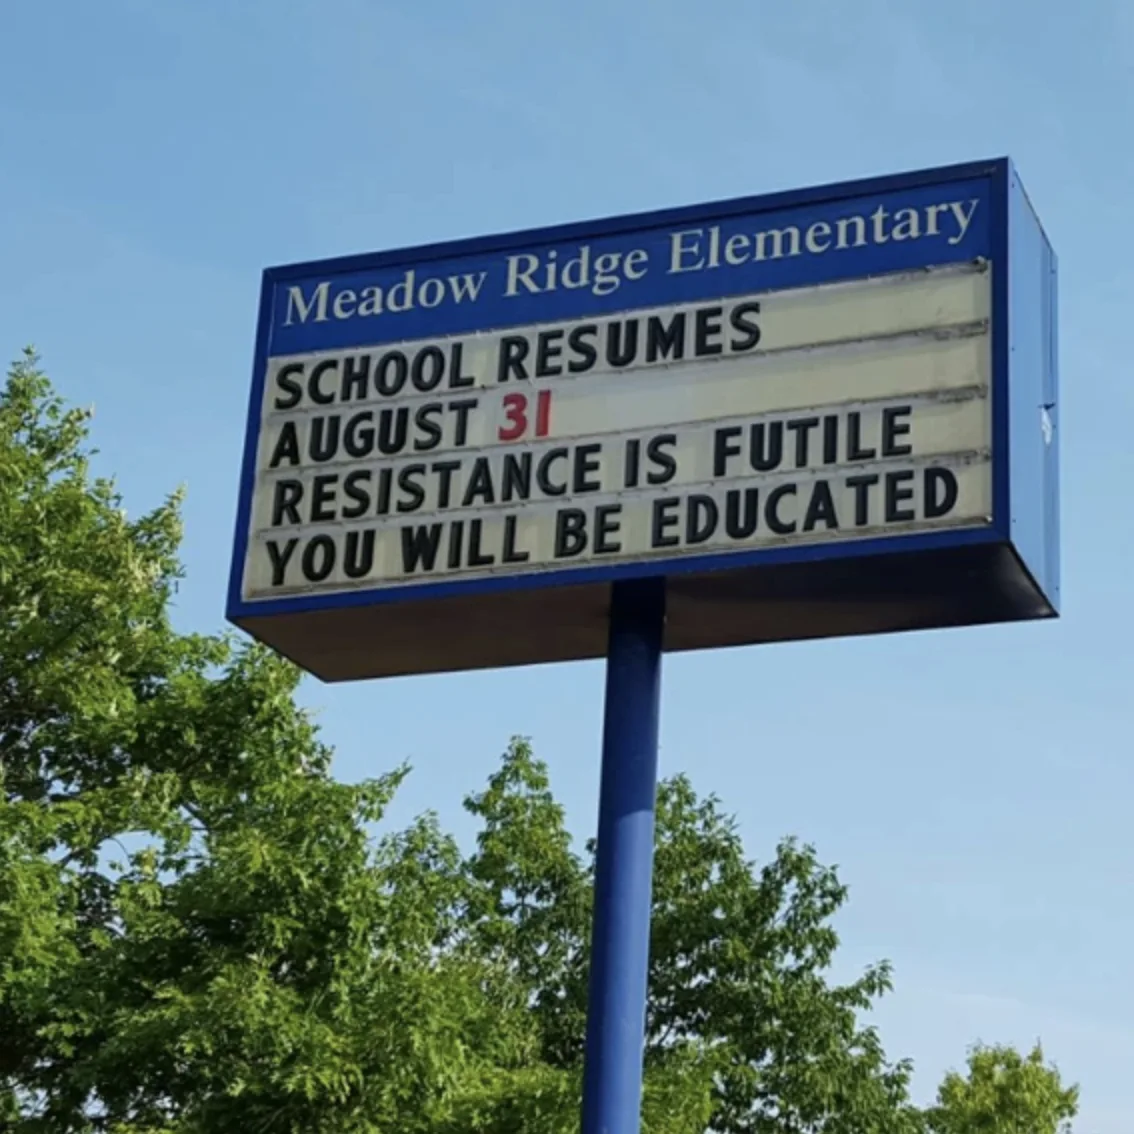 Meadow Ridge Elementary
SCHOOL RESUMES
AUGUST 31
RESISTANCE IS FUTILE
YOU WILL BE EDUCATED